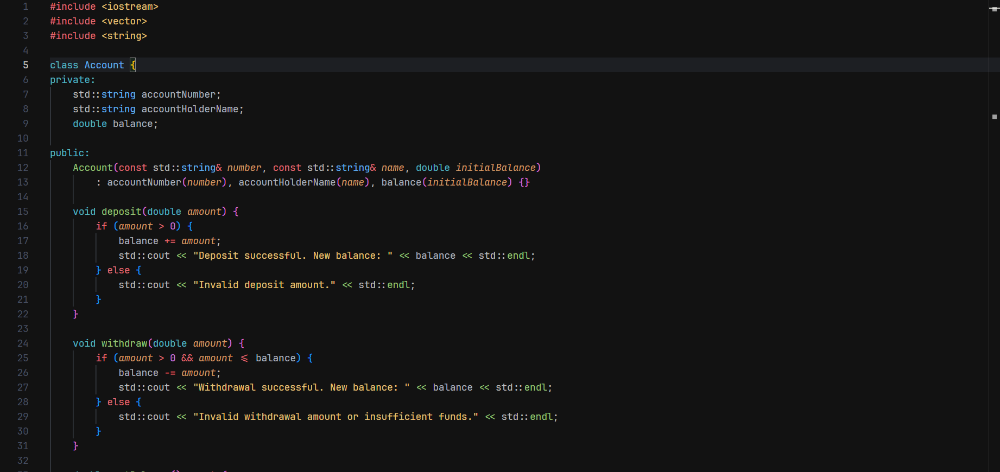 1 #include <iostream>
2 #include <vector>
3 #include <string>
4
5 class Account {
6 private:
7     std::string accountNumber;
8     std::string accountHolderName;
9     double balance;
10
11 public:
12     Account(const std::string& number, const std::string& name, double initialBalance)
13         : accountNumber(number), accountHolderName(name), balance(initialBalance) {}
14
15     void deposit(double amount) {
16         if (amount > 0) {
17             balance += amount;
18             std::cout << "Deposit successful. New balance: " << balance << std::endl;
19         } else {
20             std::cout << "Invalid deposit amount." << std::endl;
21         }
22     }
23
24     void withdraw(double amount) {
25         if (amount > 0 && amount <= balance) {
26             balance -= amount;
27             std::cout << "Withdrawal successful. New balance: " << balance << std::endl;
28         } else {
29             std::cout << "Invalid withdrawal amount or insufficient funds." << std::endl;
30         }
31     }
32